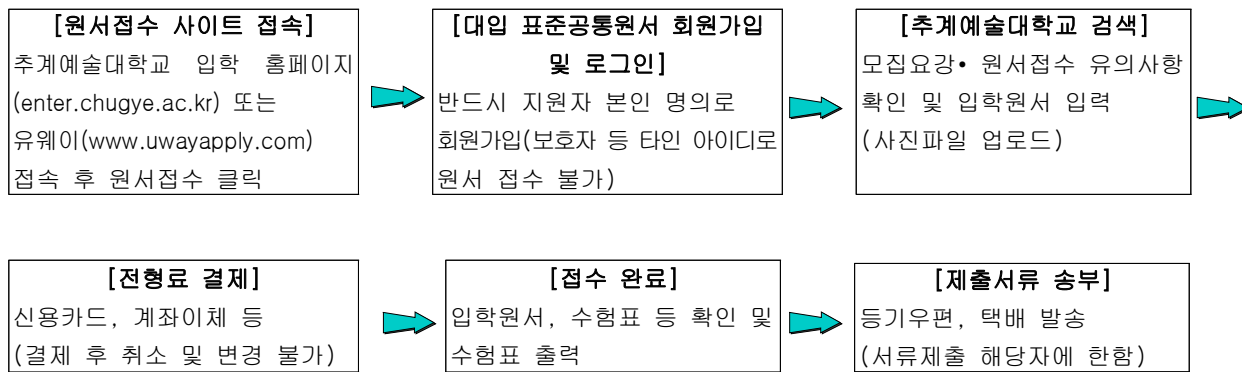 [원서접수 사이트 접속]
추계예술대학교 입학 홈페이지
(enter.chugye.ac.kr) 또는
유웨이(www.uwayapply.com)
접속 후 원서접수 클릭
[대입 표준공통원서 회원가입
및 로그인]
반드시 지원자 본인 명의로
회원가입(보호자 등 타인 아이디로
원서 접수 불가)
[추계예술대학교 검색]
모집요강• 원서접수 유의사항
확인 및 입학원서 입력
(사진파일 업로드)
[전형료 결제]
신용카드, 계좌이체 등
(결제 후 취소 및 변경 불가)
[접수 완료]
입학원서, 수험표 등 확인 및
수험표 출력
[제출서류 송부]
등기우편, 택배 발송
(서류제출 해당자에 한함)